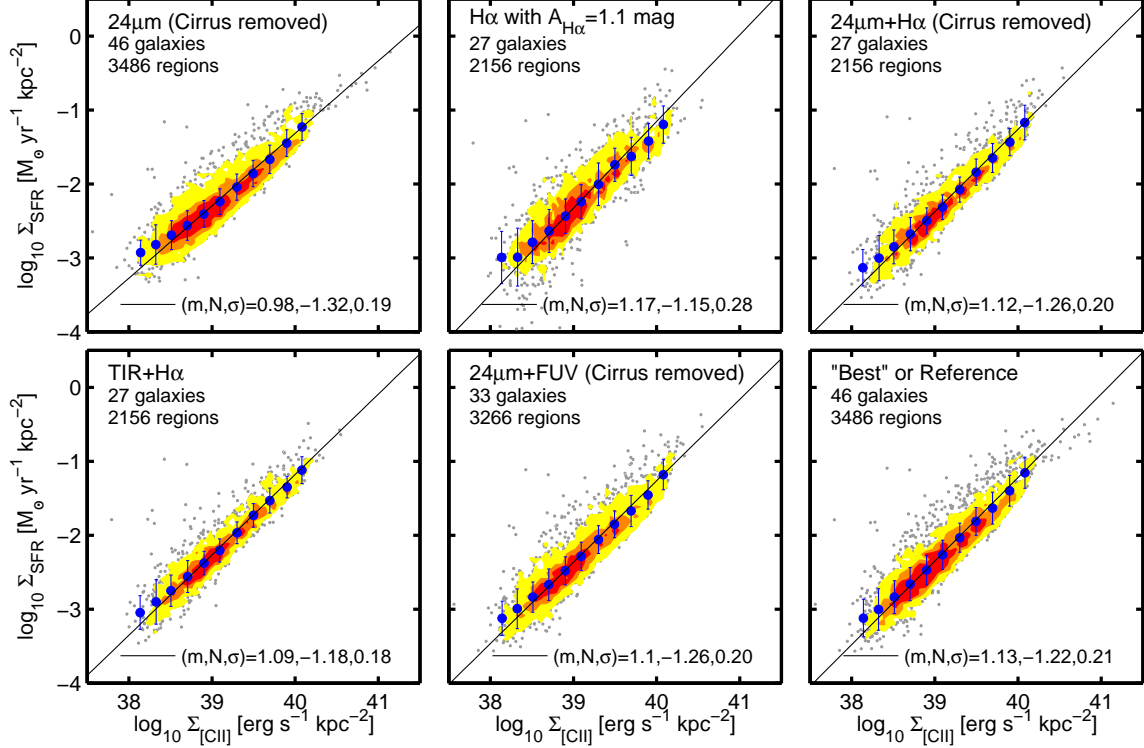 24μm (Cirrus removed)
46 galaxies
3486 regions
(m,N,σ)=0.98,−1.32,0.19
0
−1
−2
−3
−4
log₁₀ Σ_SFR [M⊙ yr⁻¹ kpc⁻²]
Hα with A_Hα=1.1 mag
27 galaxies
2156 regions
(m,N,σ)=1.17,−1.15,0.28
24μm+Hα (Cirrus removed)
27 galaxies
2156 regions
(m,N,σ)=1.12,−1.26,0.20
TIR+Hα
27 galaxies
2156 regions
(m,N,σ)=1.09,−1.18,0.18
0
−1
−2
−3
−4
log₁₀ Σ_SFR [M⊙ yr⁻¹ kpc⁻²]
38 39 40 41
log₁₀ Σ_[CII] [erg s⁻¹ kpc⁻²]
24μm+FUV (Cirrus removed)
33 galaxies
3266 regions
(m,N,σ)=1.1,−1.26,0.20
38 39 40 41
log₁₀ Σ_[CII] [erg s⁻¹ kpc⁻²]
"Best" or Reference
46 galaxies
3486 regions
(m,N,σ)=1.13,−1.22,0.21
38 39 40 41
log₁₀ Σ_[CII] [erg s⁻¹ kpc⁻²]